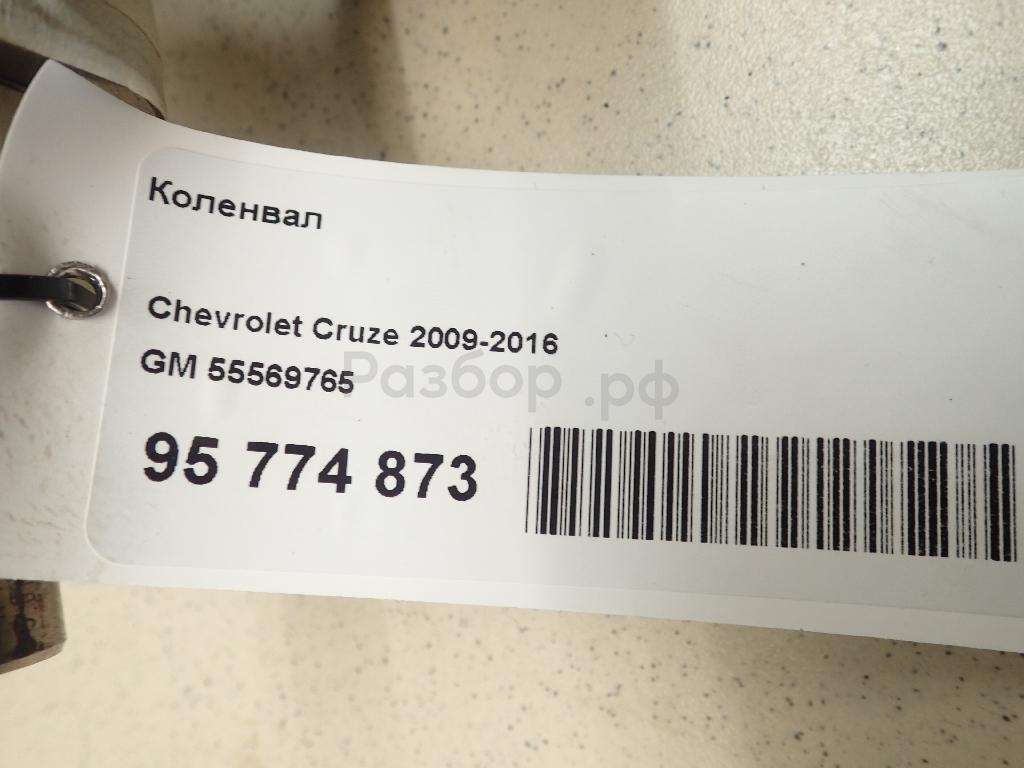 Коленвал
Chevrolet Cruze 2009-2016
GM 55569765
Разбор.рф
95 774 873